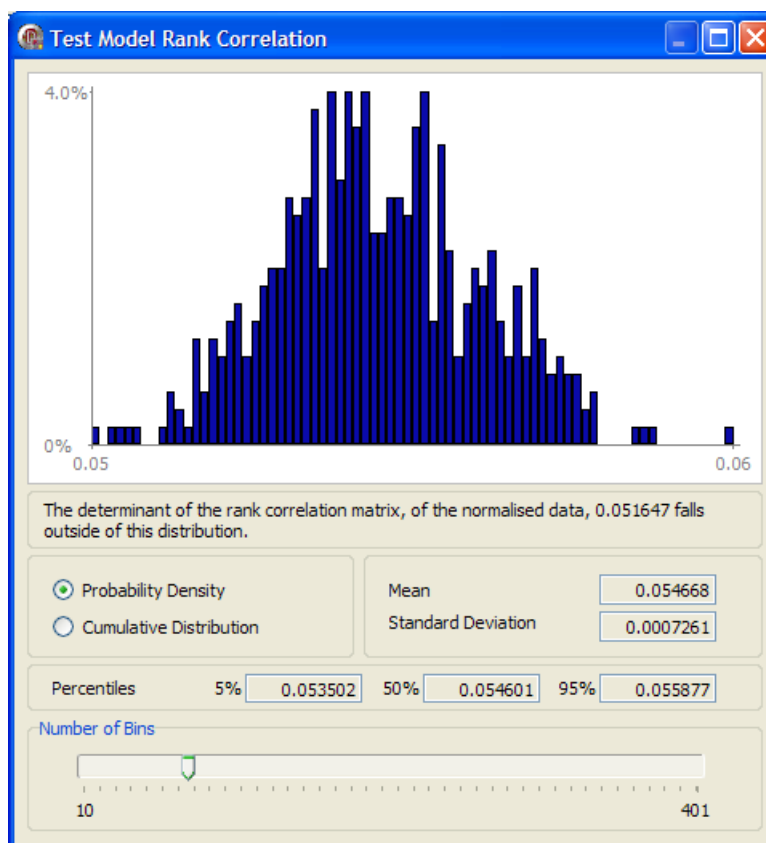 Test Model Rank Correlation
4.0%
0%
0.05
0.06
The determinant of the rank correlation matrix, of the normalised data, 0.051647 falls
outside of this distribution.
Probability Density
Cumulative Distribution
Mean 0.054668
Standard Deviation 0.0007261
Percentiles 5% 0.053502 50% 0.054601 95% 0.055877
Number of Bins
10 401